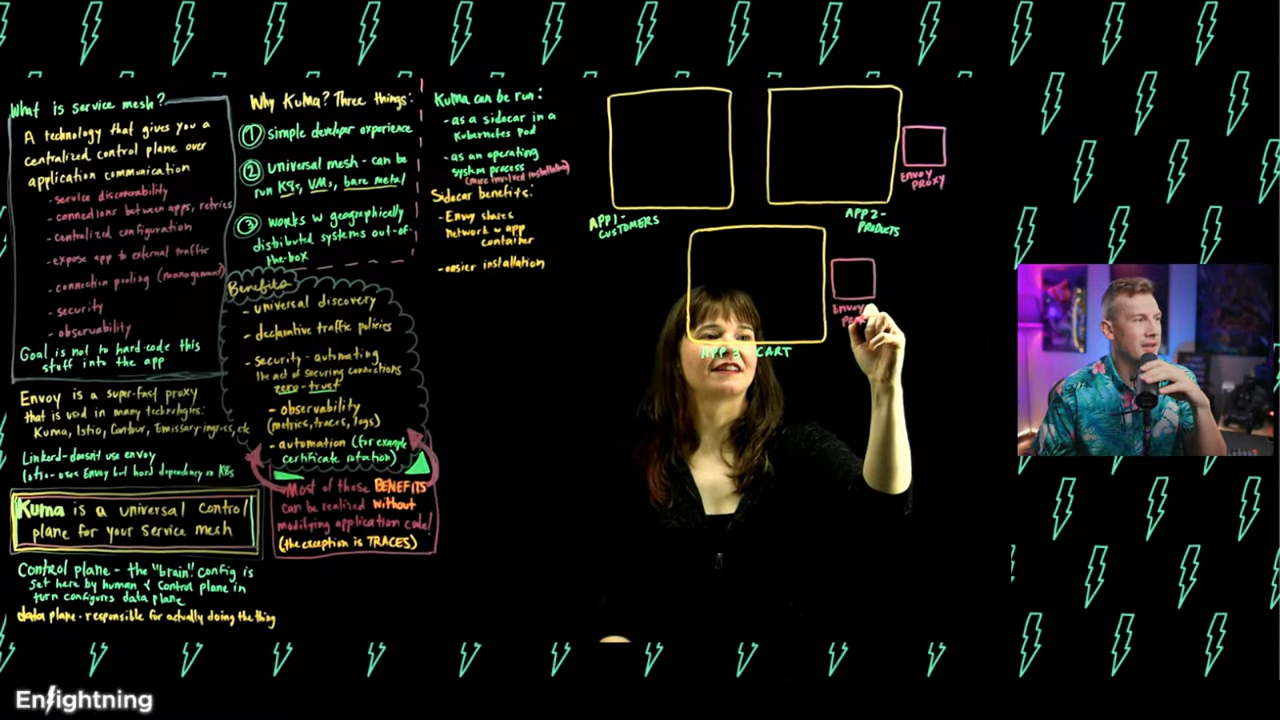 What is service mesh?
A technology that gives you a
centralized control plane over
application communication
- service discoverability
- connections between apps, retries
- centralized configuration
- expose app to external traffic
- connection pooling (management)
- security
- observability
Goal is not to hard-code this
stuff into the app
Envoy is a super-fast proxy
that is used in many technologies:
Kuma, Istio, Contour, Emissary-ingress, etc
Linkerd - doesn't use envoy
Istio - uses Envoy but hard dependency on K8s
Kuma is a universal control
plane for your service mesh
Control plane - the "brain". config is
set here by human & control plane in
turn configures data plane
data plane - responsible for actually doing the thing
Why Kuma? Three things:
1 simple developer experience
2 universal mesh - can be
run K8s, VMs, bare metal
3 works w geographically
distributed systems out-of-
the-box
Benefits
- universal discovery
- declarative traffic policies
- security - automating
the act of securing connections
zero-trust
- observability
(metrics, traces, logs)
- automation (for example
certificate rotation)
Most of these BENEFITS
can be realized without
modifying application code!
(the exception is TRACES)
Kuma can be run:
- as a sidecar in a
Kubernetes pod
- as an operating
system process
(more involved installation)
Sidecar benefits:
- Envoy shares
network w app
container
- easier installation
APP 1 -
CUSTOMERS
APP 2 -
PRODUCTS
ENVOY
PROXY
APP 3 CART
ENVOY
Enlightning